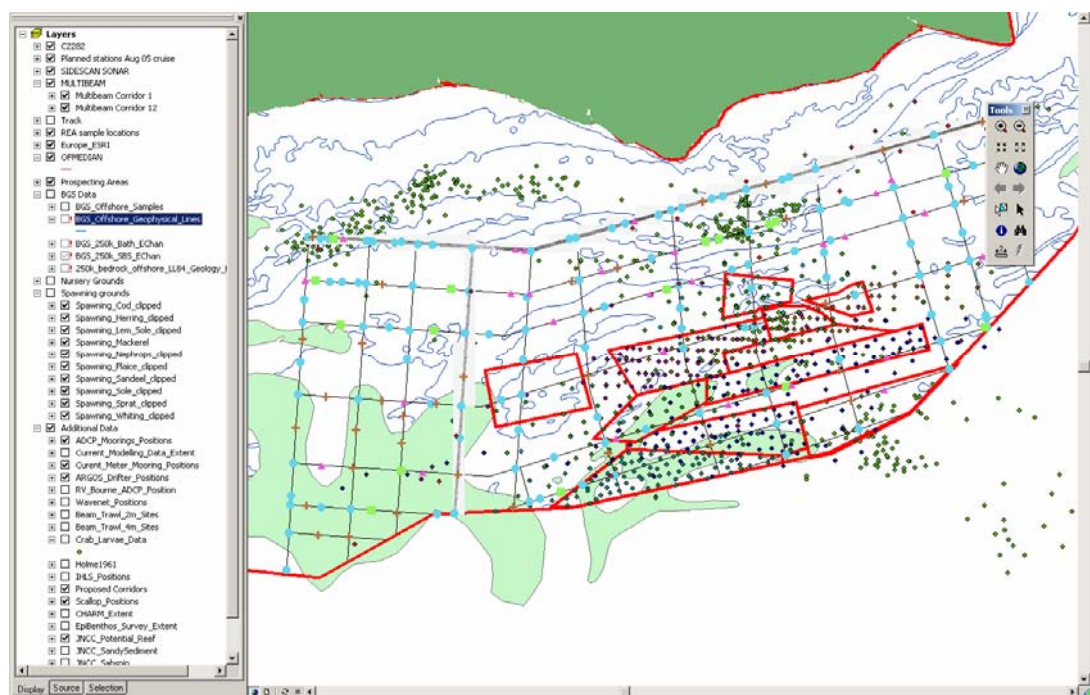 Layers
C2282
Planned stations Aug 05 cruise
SIDESCAN SONAR
MULTIBEAM
Multibeam Corridor 1
Multibeam Corridor 12
Track
REA sample locations
Europe_ESRI
OFMEDIAN
Prospecting Areas
BGS Data
BGS_Offshore_Samples
BGS_Offshore_Geophysical_Lines
BGS_250k_Bath_EChan
BGS_250k_SBS_EChan
250k_bedrock_offshore_LL84_Geology_
Nursery Grounds
Spawning grounds
Spawning_Cod_clipped
Spawning_Herring_clipped
Spawning_Lem_Sole_clipped
Spawning_Mackerel
Spawning_Nephrops_clipped
Spawning_Plaice_clipped
Spawning_Sandeel_clipped
Spawning_Sole_clipped
Spawning_Sprat_clipped
Spawning_Whiting_clipped
Additional Data
ADCP_Moorings_Positions
Current_Modelling_Data_Extent
Curent_Meter_Mooring_Positions
ARGOS_Drifter_Positions
RV_Bourne_ADCP_Position
Wavenet_Positions
Beam_Trawl_2m_Sites
Beam_Trawl_4m_Sites
Crab_Larvae_Data
Holme1961
IHLS_Positions
Proposed Corridors
Scallop_Positions
CHARM_Extent
EpiBenthos_Survey_Extent
JNCC_Potential_Reef
JNCC_SandySediment
JNCC_Sabspin
Display Source Selection
Tools